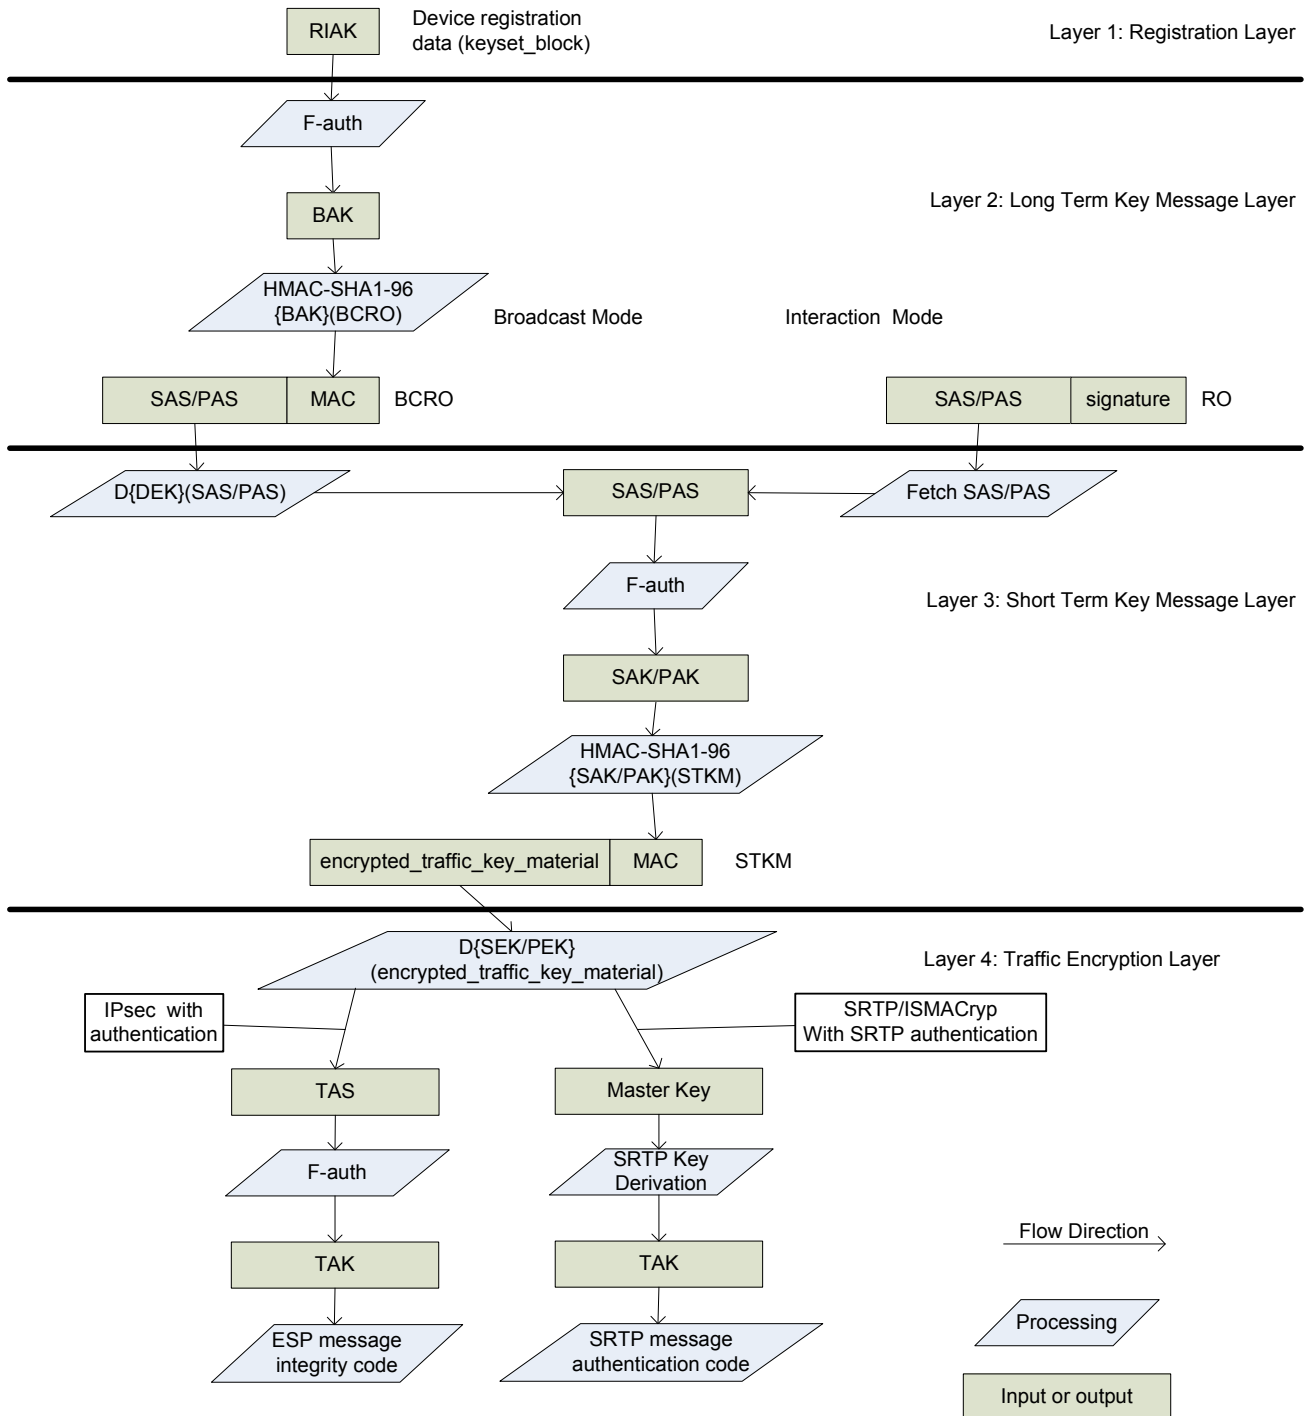 RIAK
Device registration
data (keyset_block)
Layer 1: Registration Layer
F-auth
BAK
Layer 2: Long Term Key Message Layer
HMAC-SHA1-96
{BAK}(BCRO)
Broadcast Mode
Interaction Mode
SAS/PAS
MAC
BCRO
SAS/PAS
signature
RO
D{DEK}(SAS/PAS)
SAS/PAS
Fetch SAS/PAS
F-auth
Layer 3: Short Term Key Message Layer
SAK/PAK
HMAC-SHA1-96
{SAK/PAK}(STKM)
encrypted_traffic_key_material
MAC
STKM
D{SEK/PEK}
(encrypted_traffic_key_material)
Layer 4: Traffic Encryption Layer
IPsec with
authentication
SRTP/ISMACryp
With SRTP authentication
TAS
Master Key
F-auth
SRTP Key
Derivation
Flow Direction
TAK
TAK
Processing
ESP message
integrity code
SRTP message
authentication code
Input or output